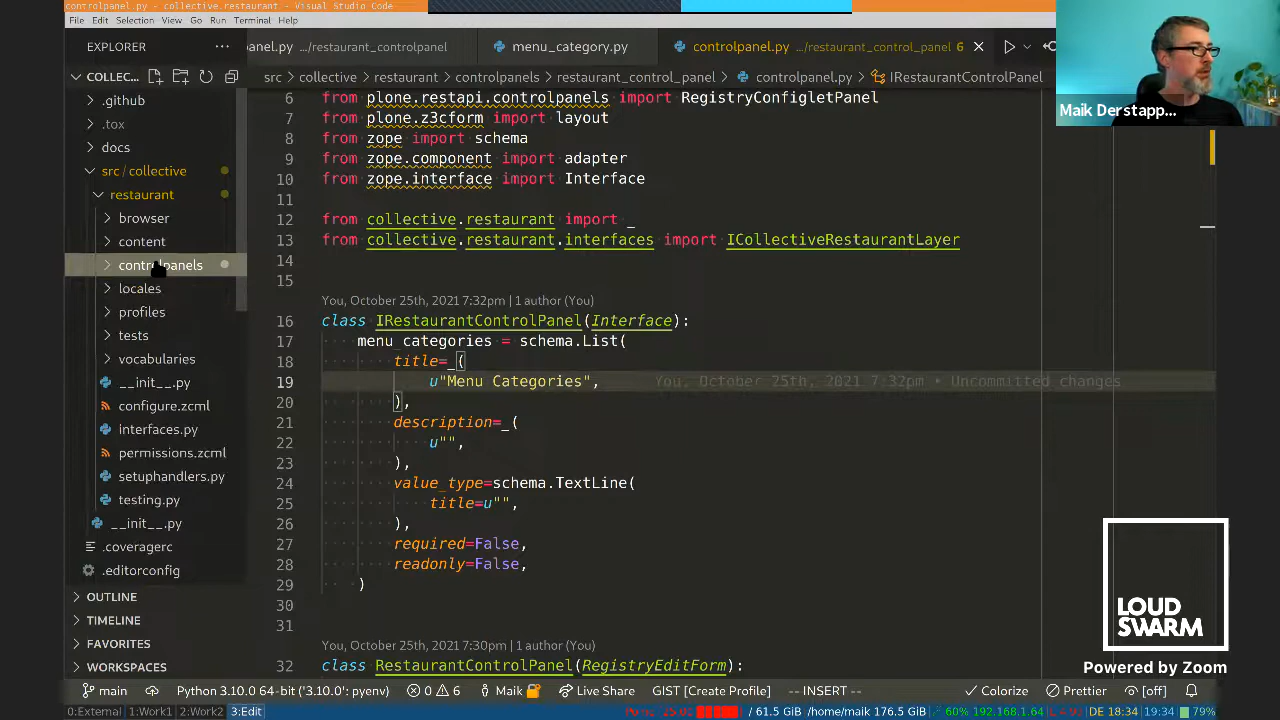 controlpanel.py - collective.restaurant - Visual Studio Code
File Edit Selection View Go Run Terminal Help
EXPLORER
anel.py .../restaurant_controlpanel
menu_category.py
controlpanel.py .../restaurant_control_panel 6
COLLEC...
src > collective > restaurant > controlpanels > restaurant_control_panel > controlpanel.py > IRestaurantControlPanel
Maik Derstapp...
.github
.tox
docs
src / collective
restaurant
browser
content
controlpanels
locales
profiles
tests
vocabularies
__init__.py
configure.zcml
interfaces.py
permissions.zcml
setuphandlers.py
testing.py
__init__.py
.coveragerc
.editorconfig
OUTLINE
TIMELINE
FAVORITES
WORKSPACES
6 from plone.restapi.controlpanels import RegistryConfigletPanel
7 from plone.z3cform import layout
8 from zope import schema
9 from zope.component import adapter
10 from zope.interface import Interface
11
12 from collective.restaurant import _
13 from collective.restaurant.interfaces import ICollectiveRestaurantLayer
14
15
You, October 25th, 2021 7:32pm | 1 author (You)
16 class IRestaurantControlPanel(Interface):
17 menu_categories = schema.List(
18 title=_(
19 u"Menu Categories", You, October 25th, 2021 7:32pm • Uncommitted changes
20 ),
21 description=_(
22 u"",
23 ),
24 value_type=schema.TextLine(
25 title=u"",
26 ),
27 required=False,
28 readonly=False,
29 )
30
31
You, October 25th, 2021 7:30pm | 1 author (You)
32 class RestaurantControlPanel(RegistryEditForm):
LOUD
SWARM
Powered by Zoom
main Python 3.10.0 64-bit ('3.10.0': pyenv) 0 6 Maik Live Share GIST [Create Profile] -- INSERT -- Colorize Prettier [off]
0:External 1:Work1 2:Work2 3:Edit / 61.5 GiB /home/maik 176.5 GiB 60% 192.168.1.64 DE 18:34 19:34 79%